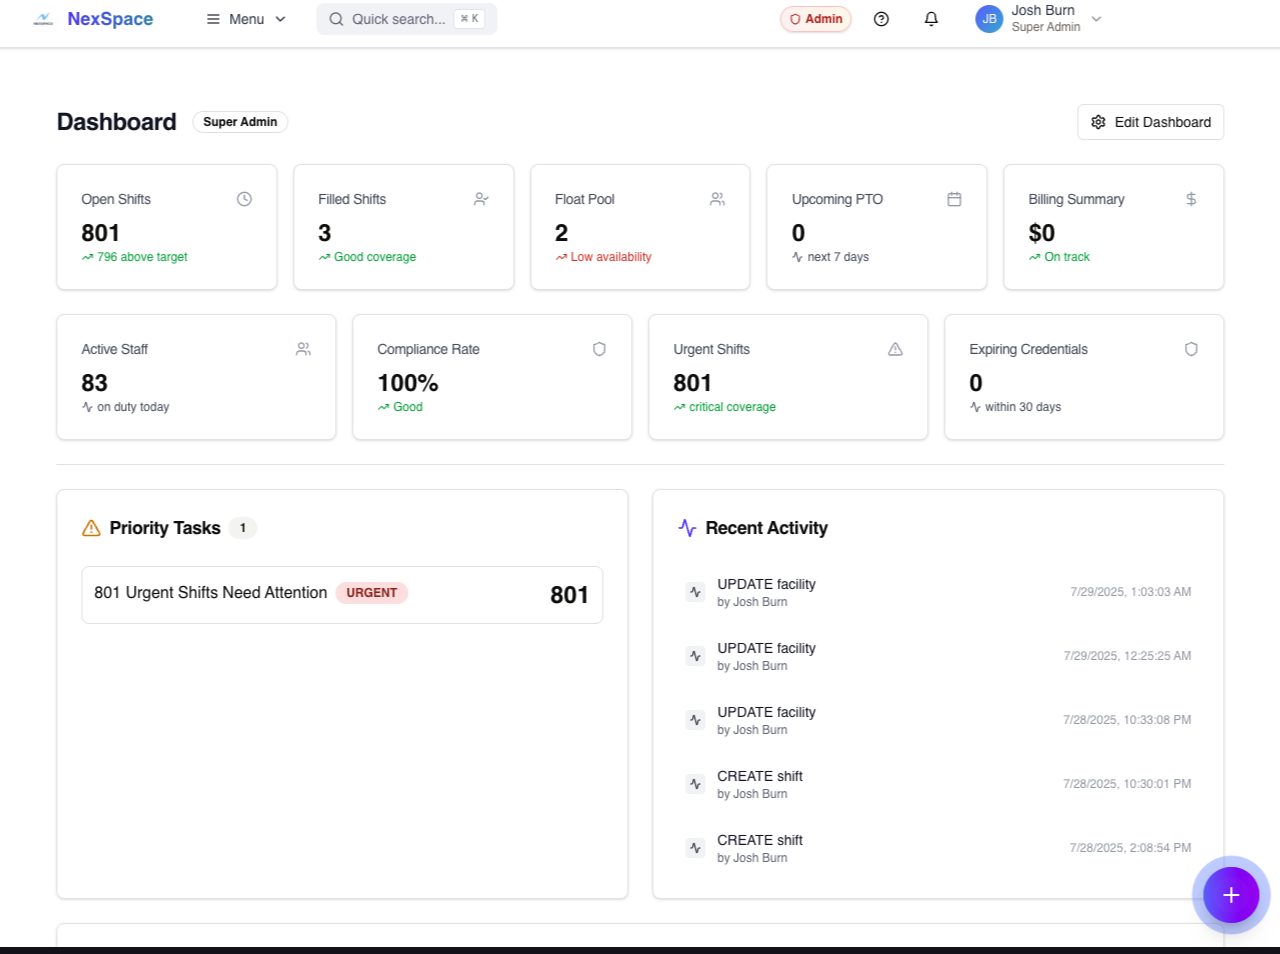 NexSpace
Menu
Quick search...
⌘ K
Admin
JB
Josh Burn
Super Admin
Dashboard
Super Admin
Edit Dashboard
Open Shifts
801
796 above target
Filled Shifts
3
Good coverage
Float Pool
2
Low availability
Upcoming PTO
0
next 7 days
Billing Summary
$0
On track
Active Staff
83
on duty today
Compliance Rate
100%
Good
Urgent Shifts
801
critical coverage
Expiring Credentials
0
within 30 days
Priority Tasks 1
801 Urgent Shifts Need Attention URGENT 801
Recent Activity
UPDATE facility
by Josh Burn
7/29/2025, 1:03:03 AM
UPDATE facility
by Josh Burn
7/29/2025, 12:25:25 AM
UPDATE facility
by Josh Burn
7/28/2025, 10:33:08 PM
CREATE shift
by Josh Burn
7/28/2025, 10:30:01 PM
CREATE shift
by Josh Burn
7/28/2025, 2:08:54 PM